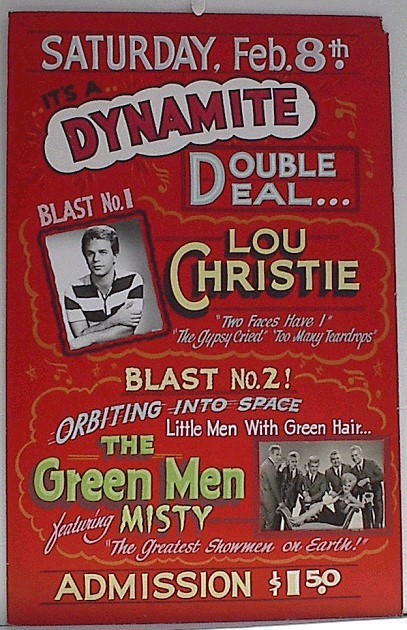 SATURDAY, Feb. 8th
IT'S A...
DYNAMITE
DOUBLE
DEAL...
BLAST No.1
LOU
CHRISTIE
"Two Faces Have I"
"The Gypsy Cried" "Too Many Teardrops"
BLAST No.2!
ORBITING INTO SPACE
Little Men With Green Hair...
THE
Green Men
featuring MISTY
"The Greatest Showmen on Earth!"
ADMISSION $1.50